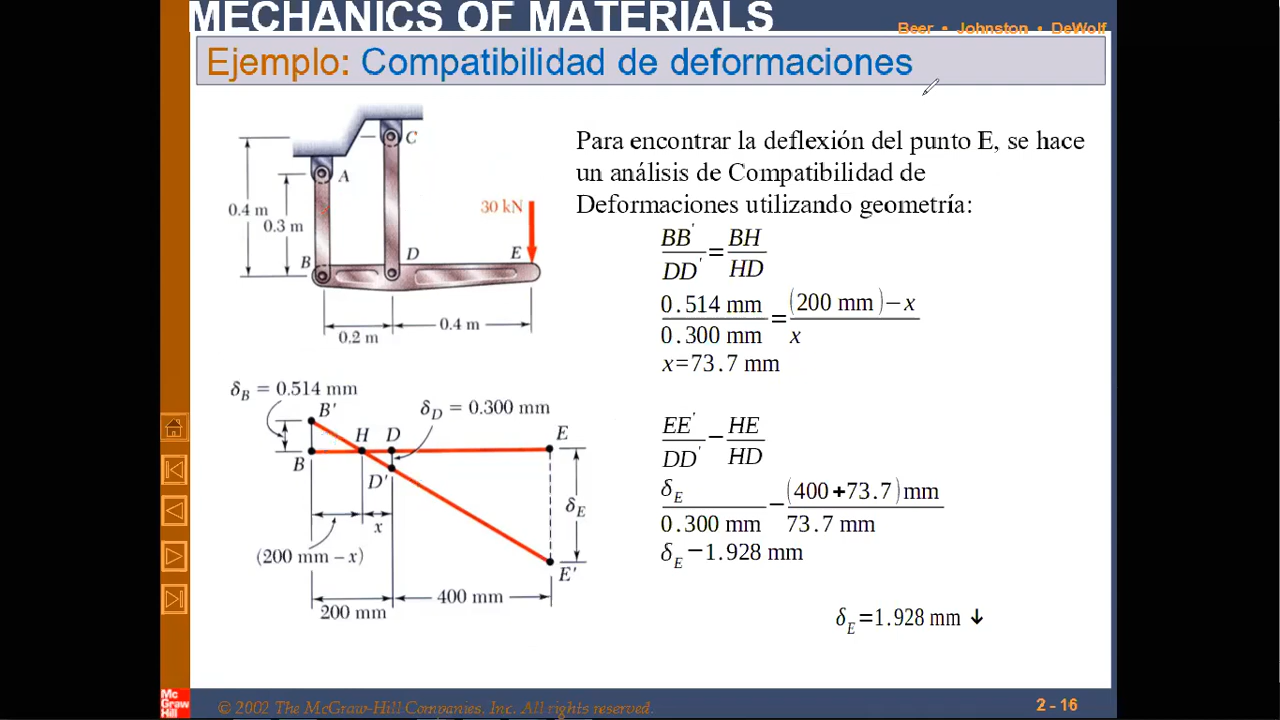 MECHANICS OF MATERIALS
Beer • Johnston • DeWolf
Ejemplo: Compatibilidad de deformaciones
C
A
0.4 m
0.3 m
30 kN
B
D
E
0.2 m
0.4 m
Para encontrar la deflexión del punto E, se hace
un análisis de Compatibilidad de
Deformaciones utilizando geometría:
BB' / DD' = BH / HD
0.514 mm / 0.300 mm = (200 mm) − x / x
x=73.7 mm
δB = 0.514 mm
B'
δD = 0.300 mm
H D
E
B
D'
δE
x
(200 mm – x)
E'
400 mm
200 mm
EE' / DD' − HE / HD
δE / 0.300 mm − (400+73.7)mm / 73.7 mm
δE −1.928 mm
δE =1.928 mm ↓
Mc
Graw
Hill
© 2002 The McGraw-Hill Companies, Inc. All rights reserved.
2 - 16